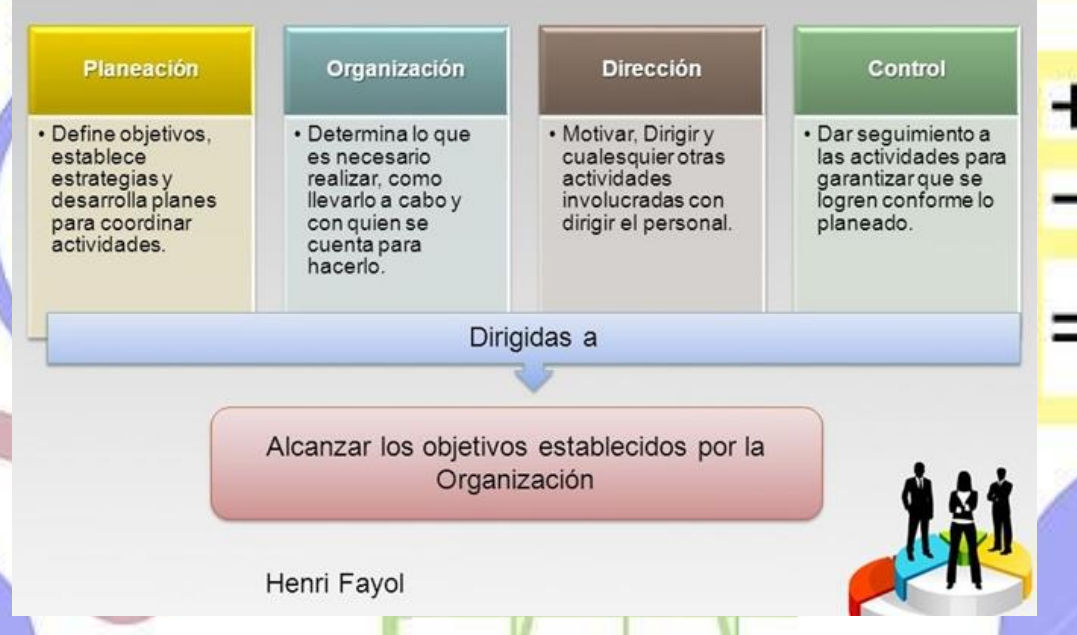 Planeación
• Define objetivos,
establece
estrategias y
desarrolla planes
para coordinar
actividades.
Organización
• Determina lo que
es necesario
realizar, como
llevarlo a cabo y
con quien se
cuenta para
hacerlo.
Dirección
• Motivar, Dirigir y
cualesquier otras
actividades
involucradas con
dirigir el personal.
Control
• Dar seguimiento a
las actividades para
garantizar que se
logren conforme lo
planeado.
Dirigidas a
Alcanzar los objetivos establecidos por la
Organización
Henri Fayol
+
-
=